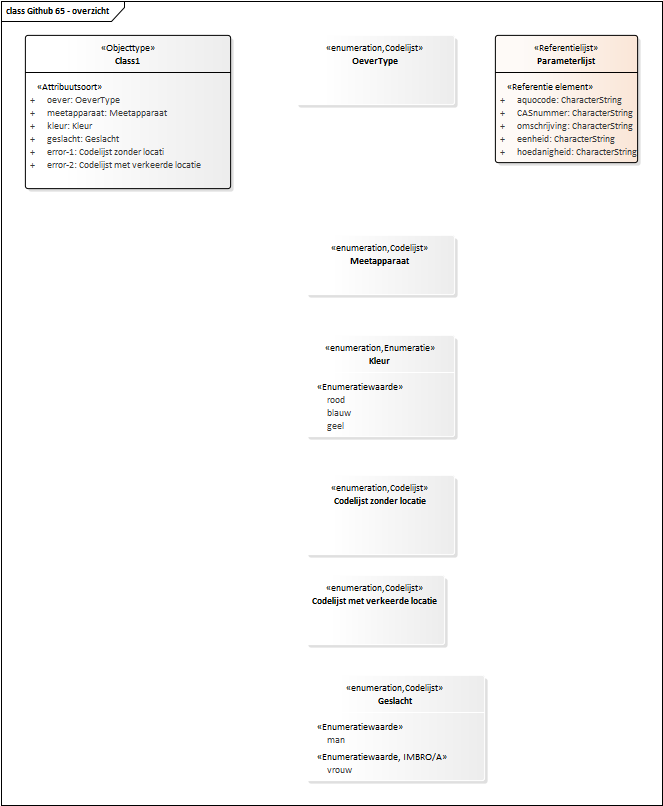 class Github 65 - overzicht
«Objecttype»
Class1
«Attribuutsoort»
+ oever: OeverType
+ meetapparaat: Meetapparaat
+ kleur: Kleur
+ geslacht: Geslacht
+ error-1: Codelijst zonder locati
+ error-2: Codelijst met verkeerde locatie
«enumeration,Codelijst»
OeverType
«Referentielijst»
Parameterlijst
«Referentie element»
+ aquocode: CharacterString
+ CASnummer: CharacterString
+ omschrijving: CharacterString
+ eenheid: CharacterString
+ hoedanigheid: CharacterString
«enumeration,Codelijst»
Meetapparaat
«enumeration,Enumeratie»
Kleur
«Enumeratiewaarde»
rood
blauw
geel
«enumeration,Codelijst»
Codelijst zonder locatie
«enumeration,Codelijst»
Codelijst met verkeerde locatie
«enumeration,Codelijst»
Geslacht
«Enumeratiewaarde»
man
«Enumeratiewaarde, IMBRO/A»
vrouw